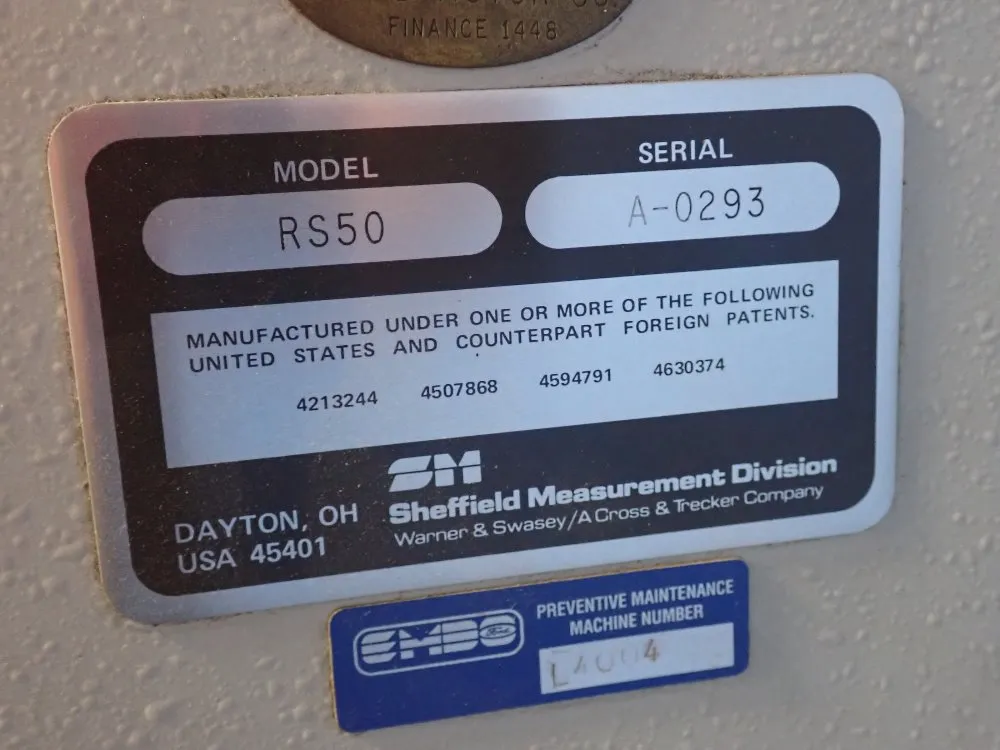 FINANCE 1448
MODEL
SERIAL
RS50
A-0293
MANUFACTURED UNDER ONE OR MORE OF THE FOLLOWING
UNITED STATES AND COUNTERPART FOREIGN PATENTS.
4213244 4507868 4594791 4630374
SM
Sheffield Measurement Division
Warner & Swasey/A Cross & Trecker Company
DAYTON, OH
USA 45401
PREVENTIVE MAINTENANCE
MACHINE NUMBER
Ford